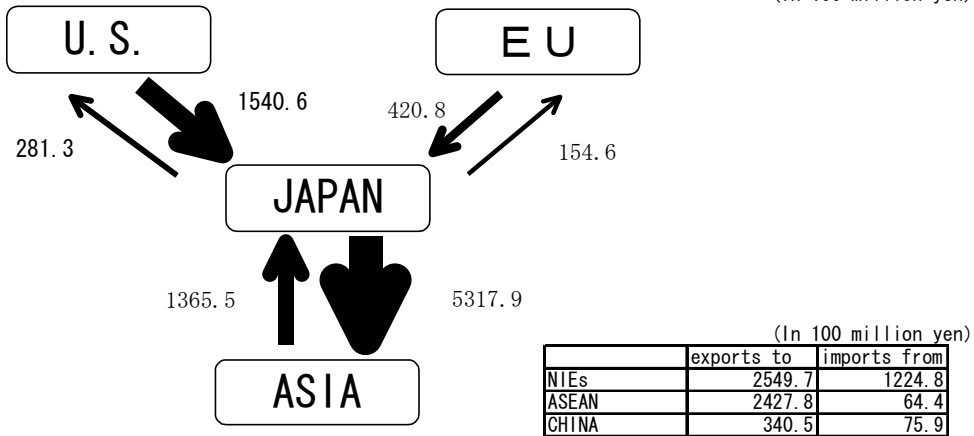 (In 100 million yen)
U.S.
EU
1540.6
420.8
281.3
154.6
JAPAN
1365.5
5317.9
(In 100 million yen)
exports to imports from
NIEs 2549.7 1224.8
ASEAN 2427.8 64.4
CHINA 340.5 75.9
ASIA